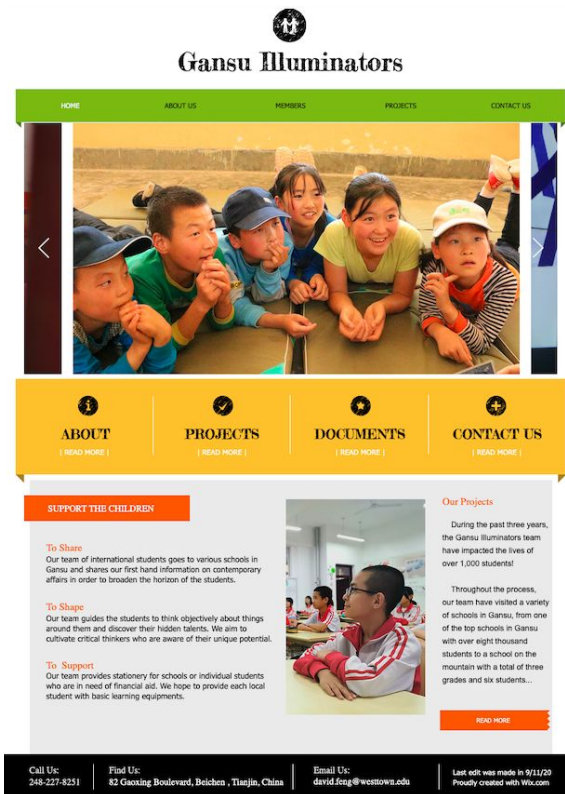 Gansu Illuminators
HOME ABOUT US MEMBERS PROJECTS CONTACT US
ABOUT PROJECTS DOCUMENTS CONTACT US
| READ MORE | | READ MORE | | READ MORE | | READ MORE |
SUPPORT THE CHILDREN
To Share
Our team of international students goes to various schools in
Gansu and shares our first hand information on contemporary
affairs in order to broaden the horizon of the students.
To Shape
Our team guides the students to think objectively about things
around them and discover their hidden talents. We aim to
cultivate critical thinkers who are aware of their unique potential.
To Support
Our team provides stationery for schools or individual students
who are in need of financial aid. We hope to provide each local
student with basic learning equipments.
Our Projects
During the past three years,
the Gansu Illuminators team
have impacted the lives of
over 1,000 students!
Throughout the process,
our team have visited a variety
of schools in Gansu, from one
of the top schools in Gansu
with over eight thousand
students to a school on the
mountain with a total of three
grades and six students...
READ MORE
Call Us:
248-227-8251
Find Us:
82 Gaoxing Boulevard, Beichen , Tianjin, China
Email Us:
david.feng@westtown.edu
Last edit was made in 9/11/20
Proudly created with Wix.com